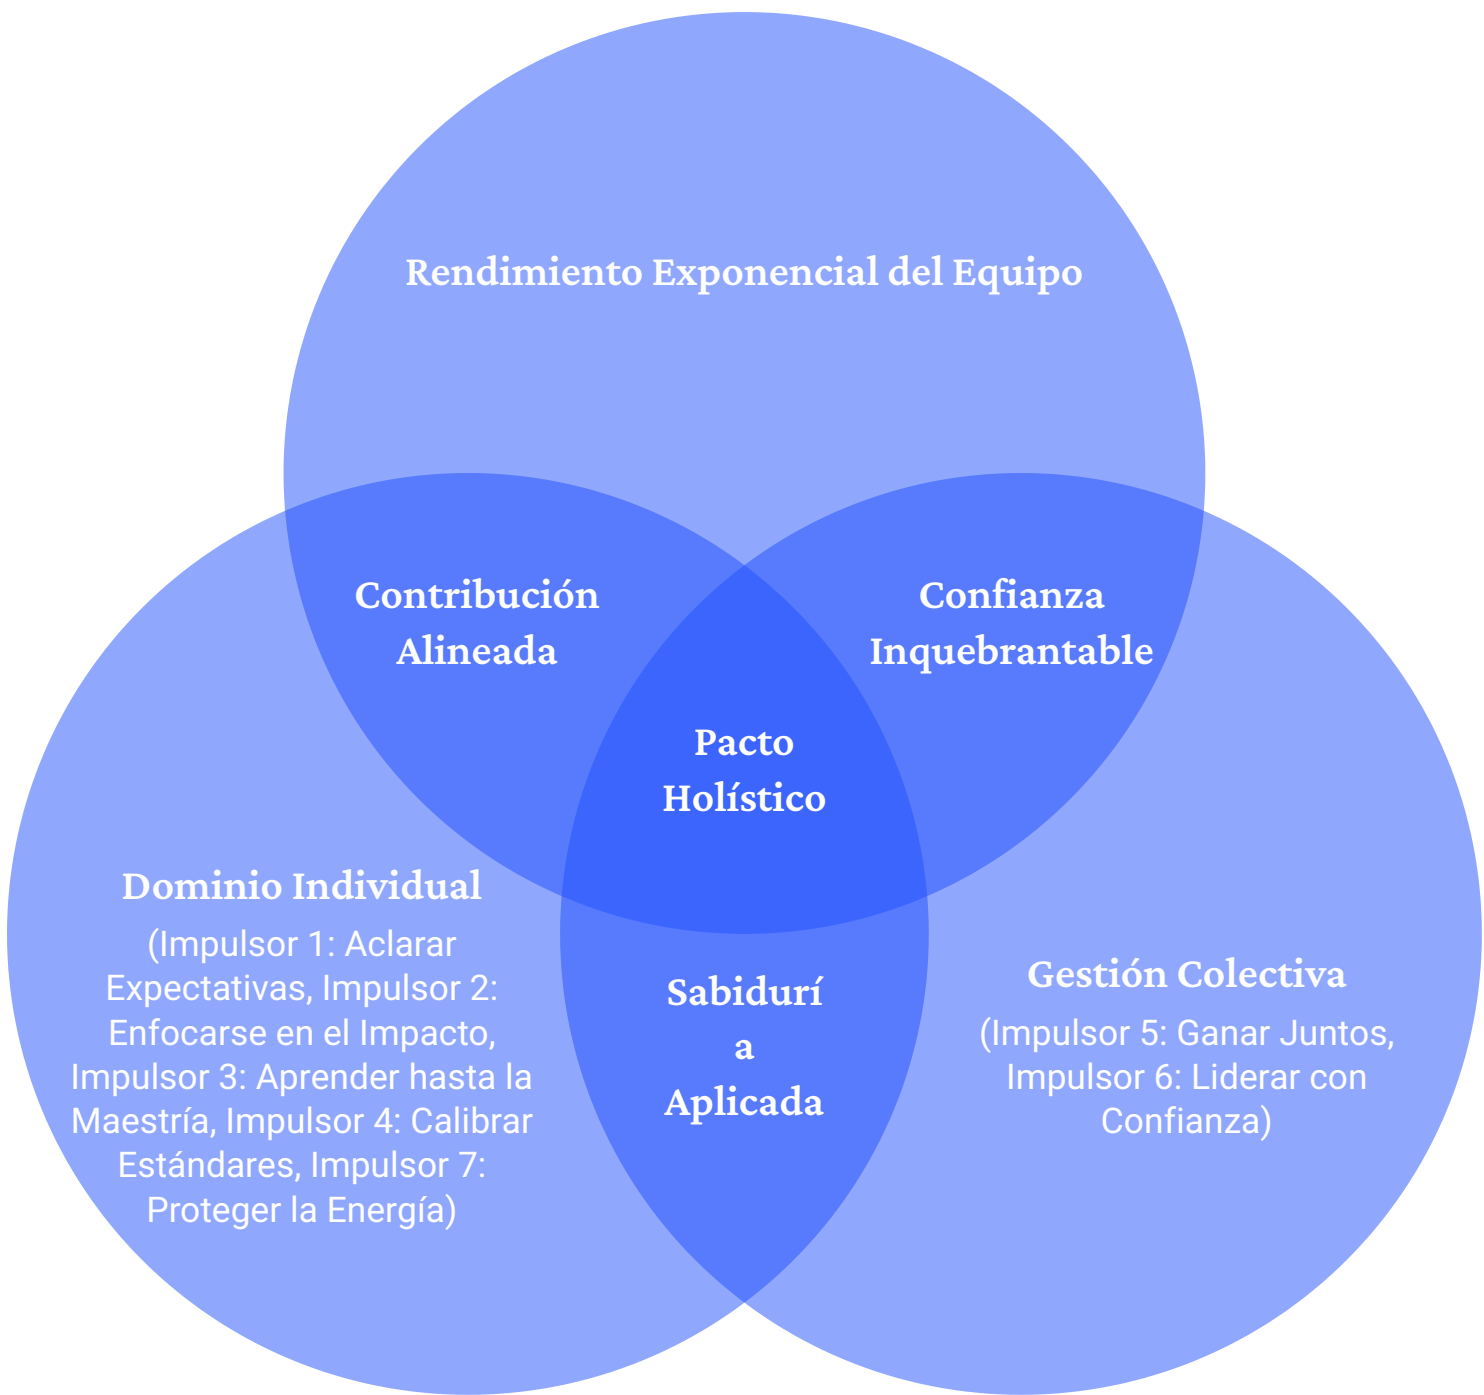 Rendimiento Exponencial del Equipo
Contribución
Alineada
Confianza
Inquebrantable
Pacto
Holístico
Dominio Individual
(Impulsor 1: Aclarar
Expectativas, Impulsor 2:
Enfocarse en el Impacto,
Impulsor 3: Aprender hasta la
Maestría, Impulsor 4: Calibrar
Estándares, Impulsor 7:
Proteger la Energía)
Sabidurí
a
Aplicada
Gestión Colectiva
(Impulsor 5: Ganar Juntos,
Impulsor 6: Liderar con
Confianza)